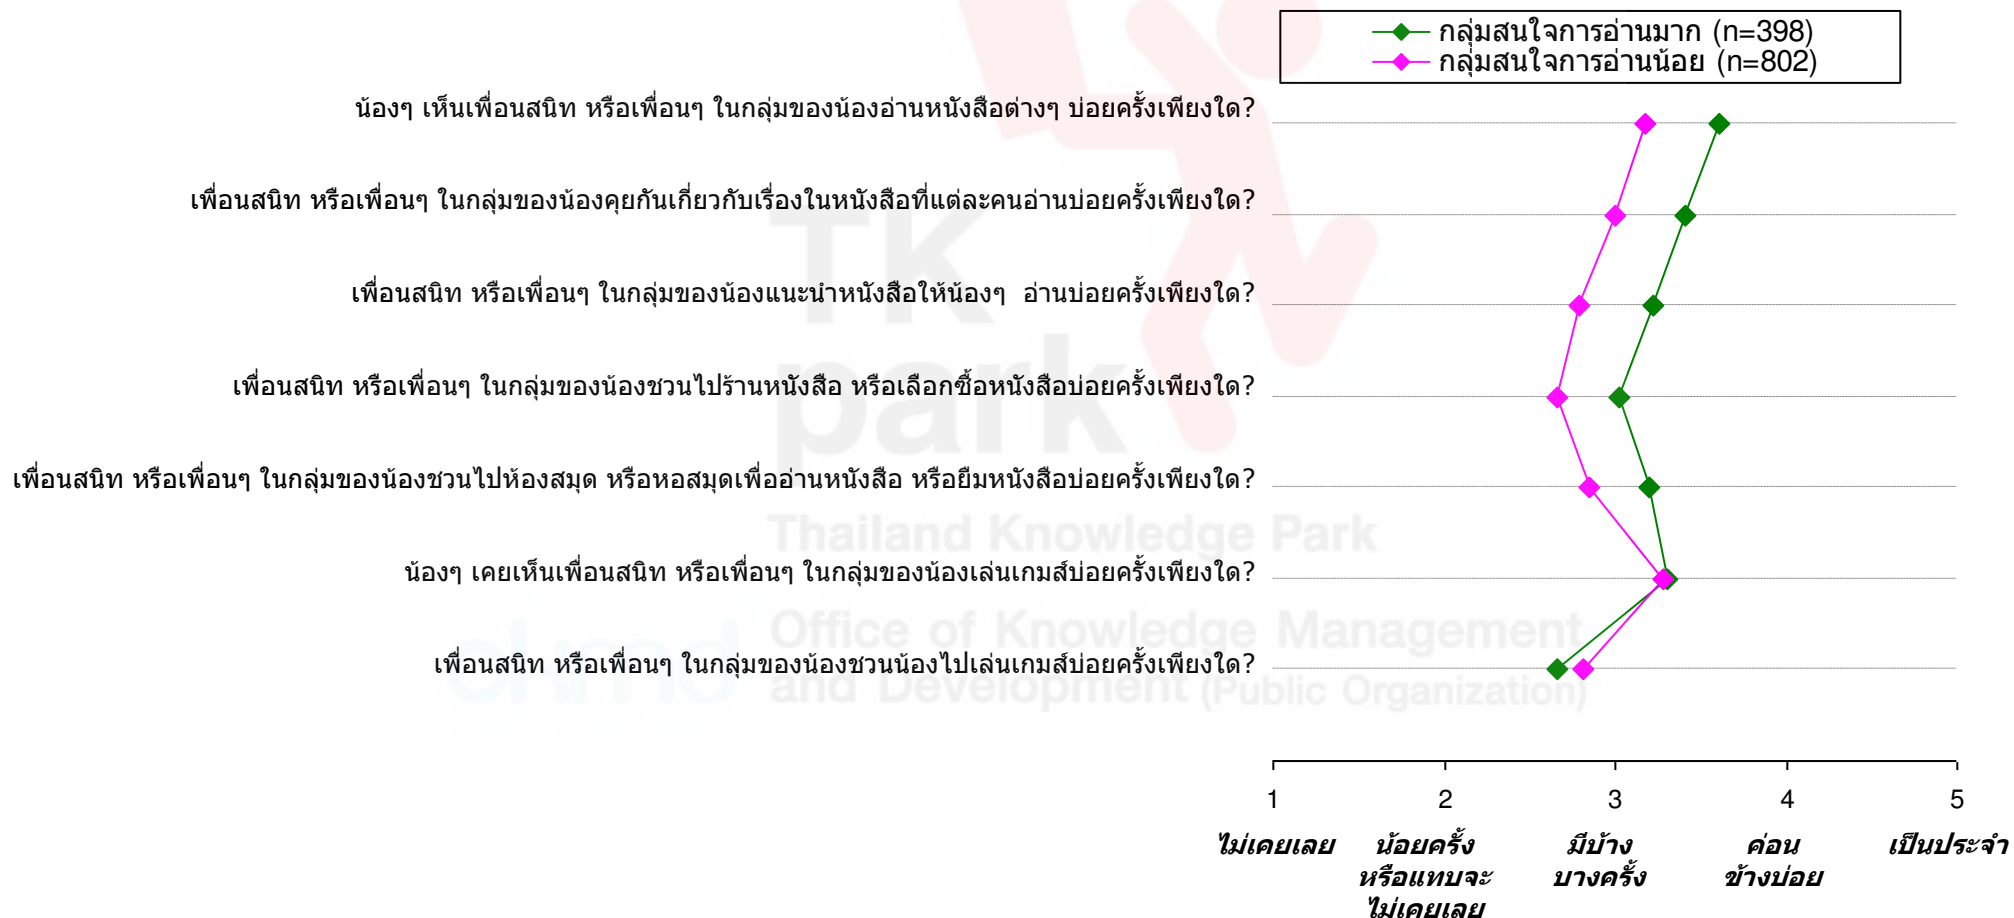 กลุ่มสนใจการอ่านมาก (n=398)
กลุ่มสนใจการอ่านน้อย (n=802)
น้องๆ เห็นเพื่อนสนิท หรือเพื่อนๆ ในกลุ่มของน้องอ่านหนังสือต่างๆ บ่อยครั้งเพียงใด?
เพื่อนสนิท หรือเพื่อนๆ ในกลุ่มของน้องคุยกันเกี่ยวกับเรื่องในหนังสือที่แต่ละคนอ่านบ่อยครั้งเพียงใด?
เพื่อนสนิท หรือเพื่อนๆ ในกลุ่มของน้องแนะนำหนังสือให้น้องๆ อ่านบ่อยครั้งเพียงใด?
เพื่อนสนิท หรือเพื่อนๆ ในกลุ่มของน้องชวนไปร้านหนังสือ หรือเลือกซื้อหนังสือบ่อยครั้งเพียงใด?
เพื่อนสนิท หรือเพื่อนๆ ในกลุ่มของน้องชวนไปห้องสมุด หรือหอสมุดเพื่ออ่านหนังสือ หรือยืมหนังสือบ่อยครั้งเพียงใด?
น้องๆ เคยเห็นเพื่อนสนิท หรือเพื่อนๆ ในกลุ่มของน้องเล่นเกมส์บ่อยครั้งเพียงใด?
เพื่อนสนิท หรือเพื่อนๆ ในกลุ่มของน้องชวนน้องไปเล่นเกมส์บ่อยครั้งเพียงใด?
TK
park
Thailand Knowledge Park
Office of Knowledge Management
and Development (Public Organization)
1 2 3 4 5
ไม่เคยเลย น้อยครั้ง มีบ้าง ค่อน เป็นประจำ
หรือแทบจะ บางครั้ง ข้างบ่อย
ไม่เคยเลย